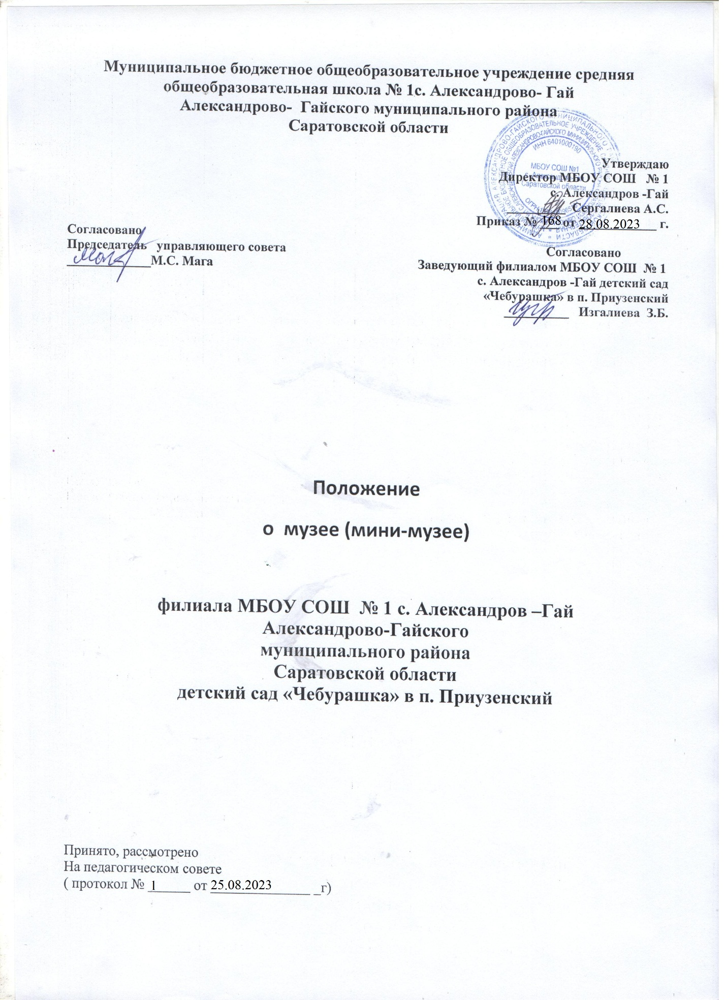 Муниципальное бюджетное общеобразовательное учреждение средняя
общеобразовательная школа № 1с. Александрово- Гай
Александрово-  Гайского муниципального района
Саратовской области
Утверждаю
Директор МБОУ СОШ   № 1
с. Александров -Гай
_________ Сергалиева А.С.
Приказ № 168 от 28.08.2023 г.
ИНН 6401000190
МБОУ СОШ №1
Саратовской области
Согласовано
Председатель   управляющего совета
____________М.С. Мага
Согласовано
Заведующий филиалом МБОУ СОШ  № 1
с. Александров -Гай детский сад
«Чебурашка» в п. Приузенский
_________ Изгалиева  З.Б.
Положение
о  музее (мини-музее)
филиала МБОУ СОШ  № 1 с. Александров –Гай
Александрово-Гайского
муниципального района
Саратовской области
детский сад «Чебурашка» в п. Приузенский
Принято, рассмотрено
На педагогическом совете
( протокол № 1 от 25.08.2023 _г)